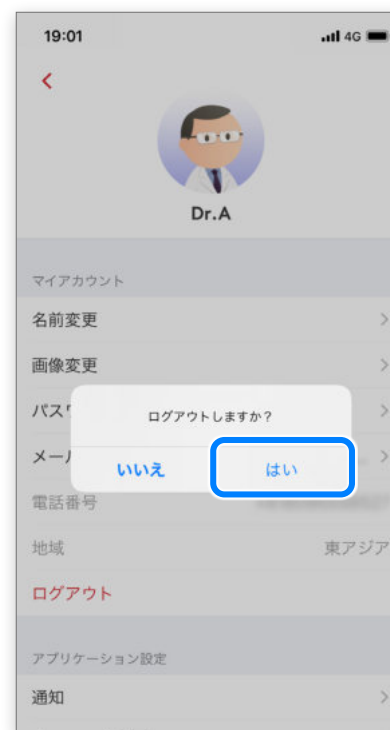 19:01 4G
Dr.A
マイアカウント
名前変更
画像変更
パスワ
ログアウトしますか？
メール
いいえ はい
電話番号
地域 東アジア
ログアウト
アプリケーション設定
通知